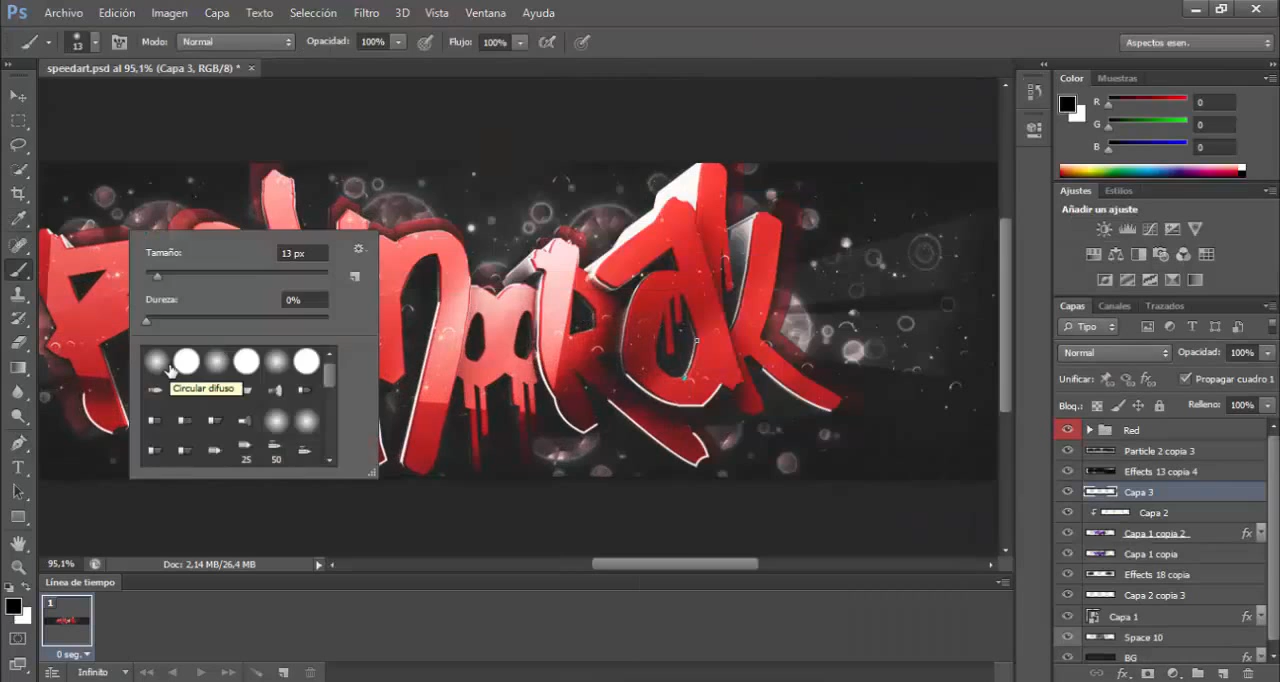 Ps Archivo Edición Imagen Capa Texto Selección Filtro 3D Vista Ventana Ayuda
13 Modo: Normal Opacidad: 100% Flujo: 100% Aspectos esen.
speedart.psd al 95,1% (Capa 3, RGB/8) * ×
Color Muestras
R 0
G 0
B 0
Ajustes Estilos
Añadir un ajuste
Tamaño: 13 px
Dureza: 0%
Circular difuso
25 50
Capas Canales Trazados
Tipo
Normal Opacidad: 100%
Unificar: Propagar cuadro 1
Bloq.: Relleno: 100%
Red
Particle 2 copia 3
Effects 13 copia 4
Capa 3
Capa 2
Capa 1 copia 2 fx
Capa 1 copia
Effects 18 copia
Capa 2 copia 3
Capa 1 fx
Space 10
BG fx
95,1% Doc: 2,14 MB/26,4 MB
Línea de tiempo
1
0 seg.
Infinito
fx